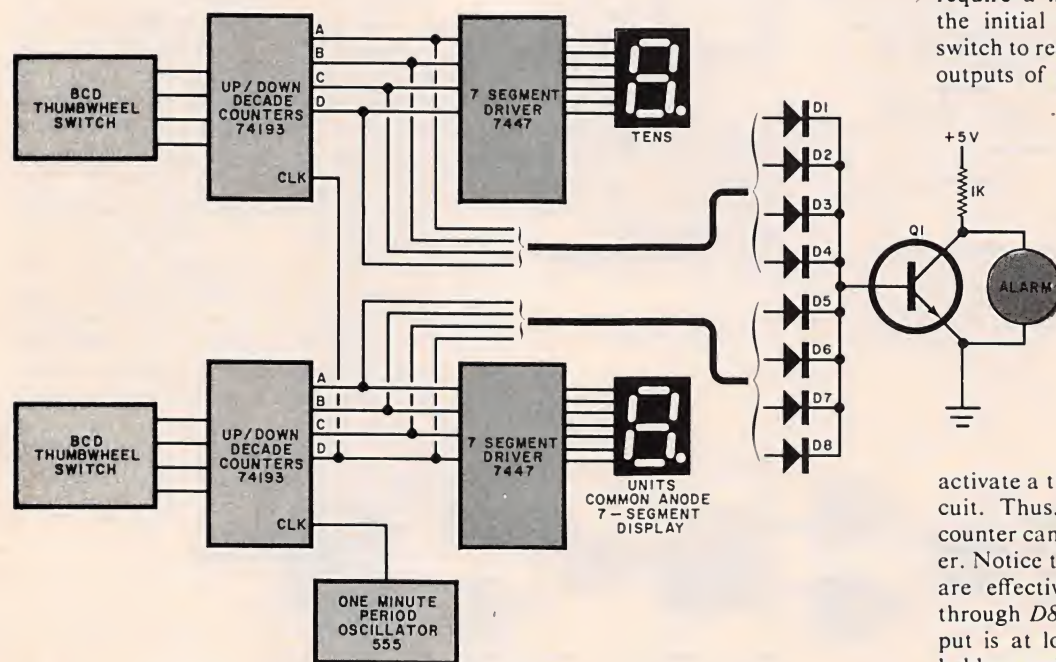 BCD
THUMBWHEEL
SWITCH
UP/DOWN
DECADE
COUNTERS
74193
CLK
A
B
C
D
7 SEGMENT
DRIVER
7447
TENS
D1
D2
D3
D4
D5
D6
D7
D8
+5V
1K
Q1
ALARM
BCD
THUMBWHEEL
SWITCH
UP/DOWN
DECADE
COUNTERS
74193
CLK
A
B
C
D
7 SEGMENT
DRIVER
7447
UNITS
COMMON ANODE
7-SEGMENT
DISPLAY
ONE MINUTE
PERIOD
OSCILLATOR
555
require a
the initial
switch to re
outputs of
activate a t
cuit. Thus,
counter can
er. Notice t
are effectiv
through D8
put is at lo